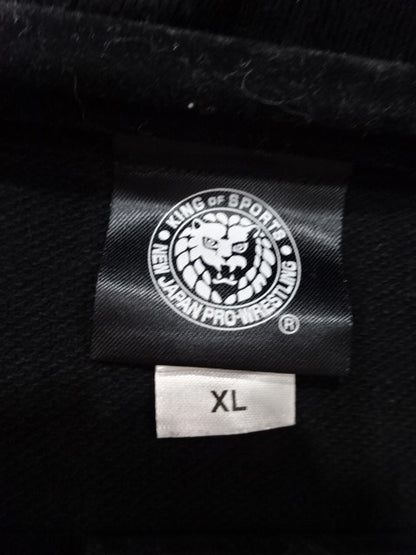 • KING OF SPORTS •
NEW JAPAN PRO-WRESTLING
®
XL